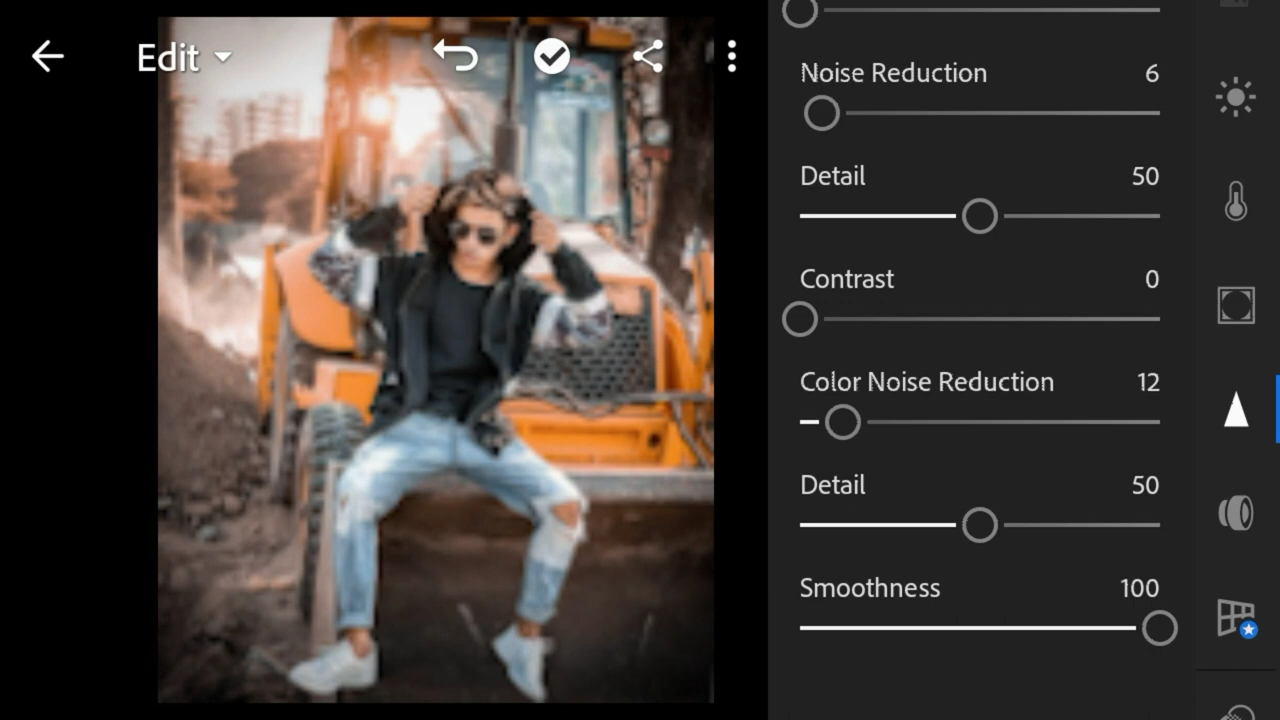 Edit
Noise Reduction 6
Detail 50
Contrast 0
Color Noise Reduction 12
Detail 50
Smoothness 100